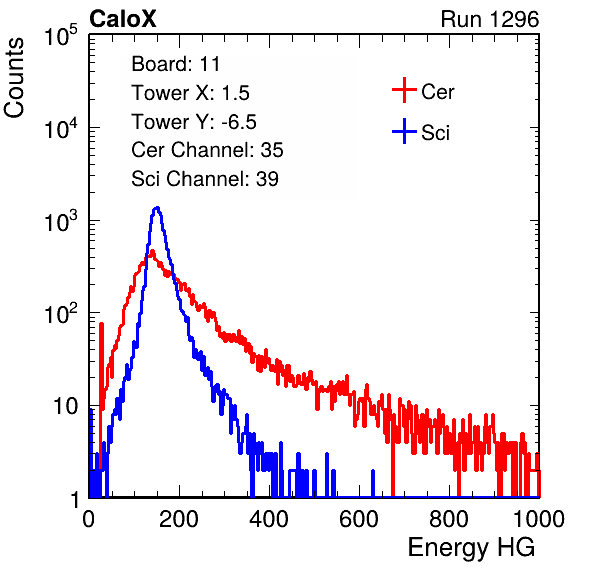 CaloX Run 1296
Counts
10^5
10^4
10^3
10^2
10
1
Board: 11
Tower X: 1.5
Tower Y: -6.5
Cer Channel: 35
Sci Channel: 39
Cer
Sci
0 200 400 600 800 1000
Energy HG